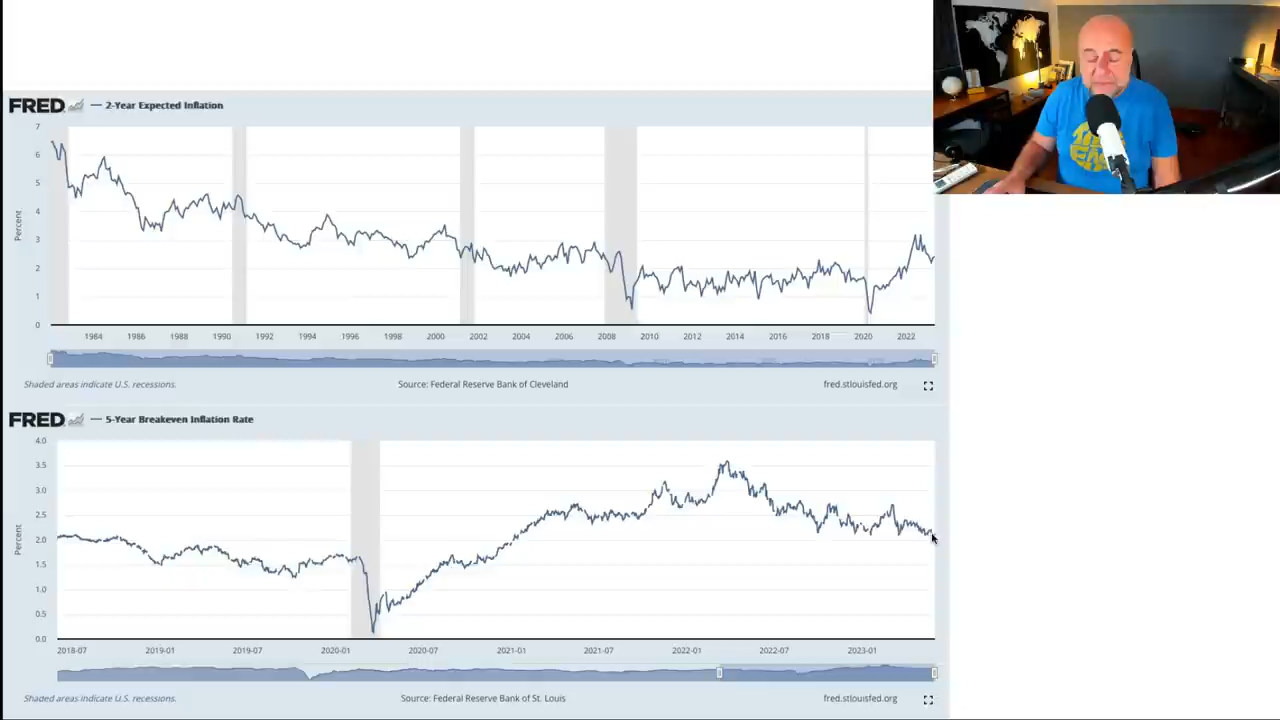 FRED — 2-Year Expected Inflation
7
6
5
4
3
2
1
0
Percent
1984 1986 1988 1990 1992 1994 1996 1998 2000 2002 2004 2006 2008 2010 2012 2014 2016 2018 2020 2022
Shaded areas indicate U.S. recessions. Source: Federal Reserve Bank of Cleveland fred.stlouisfed.org
FRED — 5-Year Breakeven Inflation Rate
4.0
3.5
3.0
2.5
2.0
1.5
1.0
0.5
0.0
Percent
2018-07 2019-01 2019-07 2020-01 2020-07 2021-01 2021-07 2022-01 2022-07 2023-01
Shaded areas indicate U.S. recessions. Source: Federal Reserve Bank of St. Louis fred.stlouisfed.org